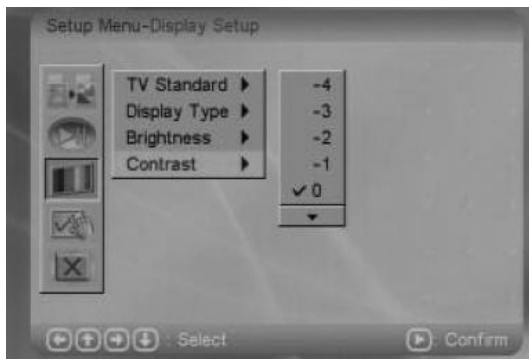 Setup Menu-Display Setup
TV Standard
Display Type
Brightness
Contrast
-4
-3
-2
-1
0
: Select
: Confirm